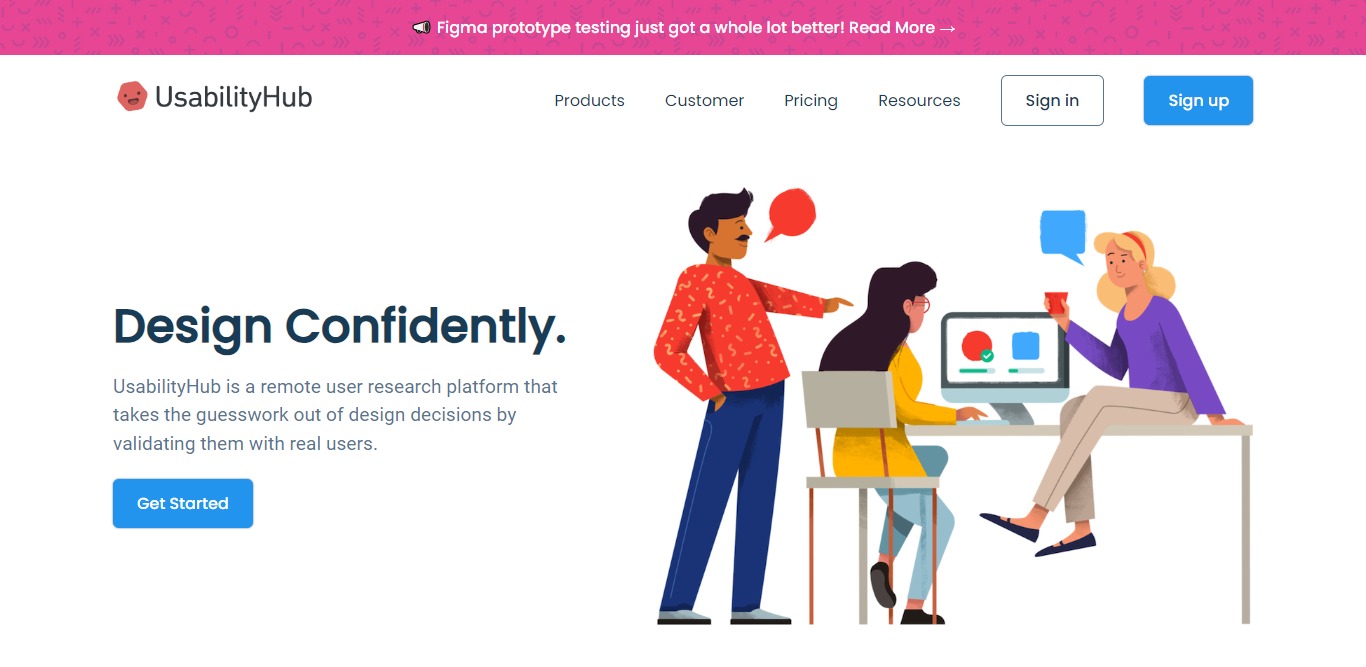 📢 Figma prototype testing just got a whole lot better! Read More →
UsabilityHub
Products Customer Pricing Resources Sign in Sign up
Design Confidently.
UsabilityHub is a remote user research platform that
takes the guesswork out of design decisions by
validating them with real users.
Get Started